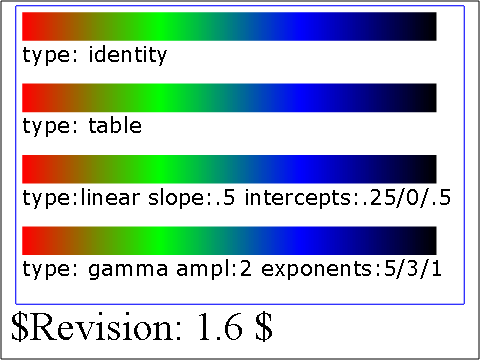 type: identity
type: table
type:linear slope:.5 intercepts:.25/0/.5
type: gamma ampl:2 exponents:5/3/1
$Revision: 1.6 $